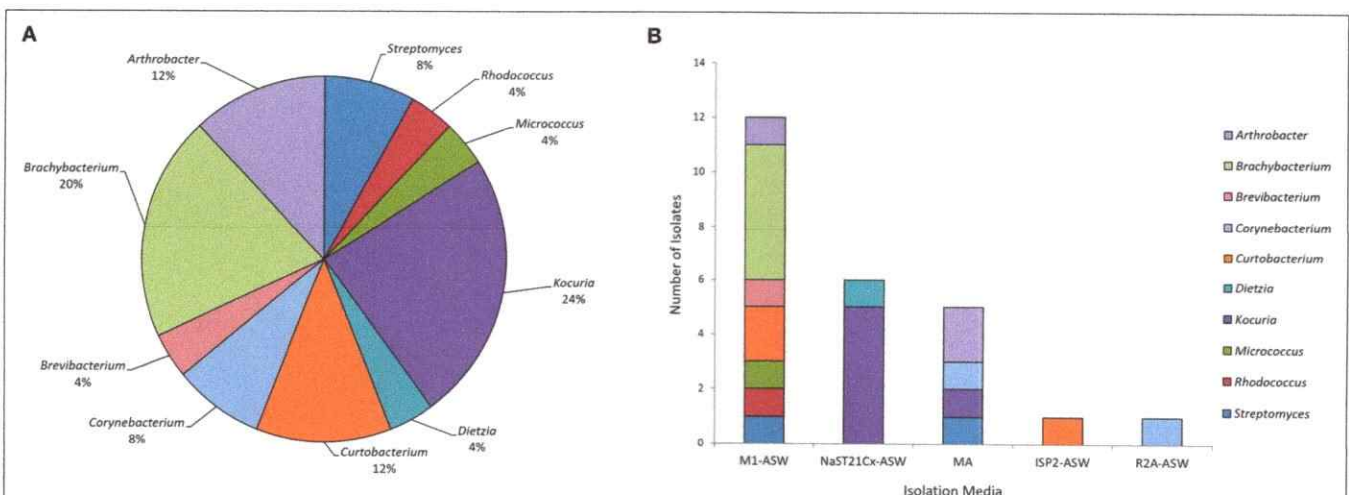 A
Streptomyces
8%
Rhodococcus
4%
Micrococcus
4%
Kocuria
24%
Dietzia
4%
Curtobacterium
12%
Corynebacterium
8%
Brevibacterium
4%
Brachybacterium
20%
Arthrobacter
12%
B
Number of Isolates
14
12
10
8
6
4
2
0
M1-ASW NaST21Cx-ASW MA ISP2-ASW R2A-ASW
Isolation Media
Arthrobacter
Brachybacterium
Brevibacterium
Corynebacterium
Curtobacterium
Dietzia
Kocuria
Micrococcus
Rhodococcus
Streptomyces